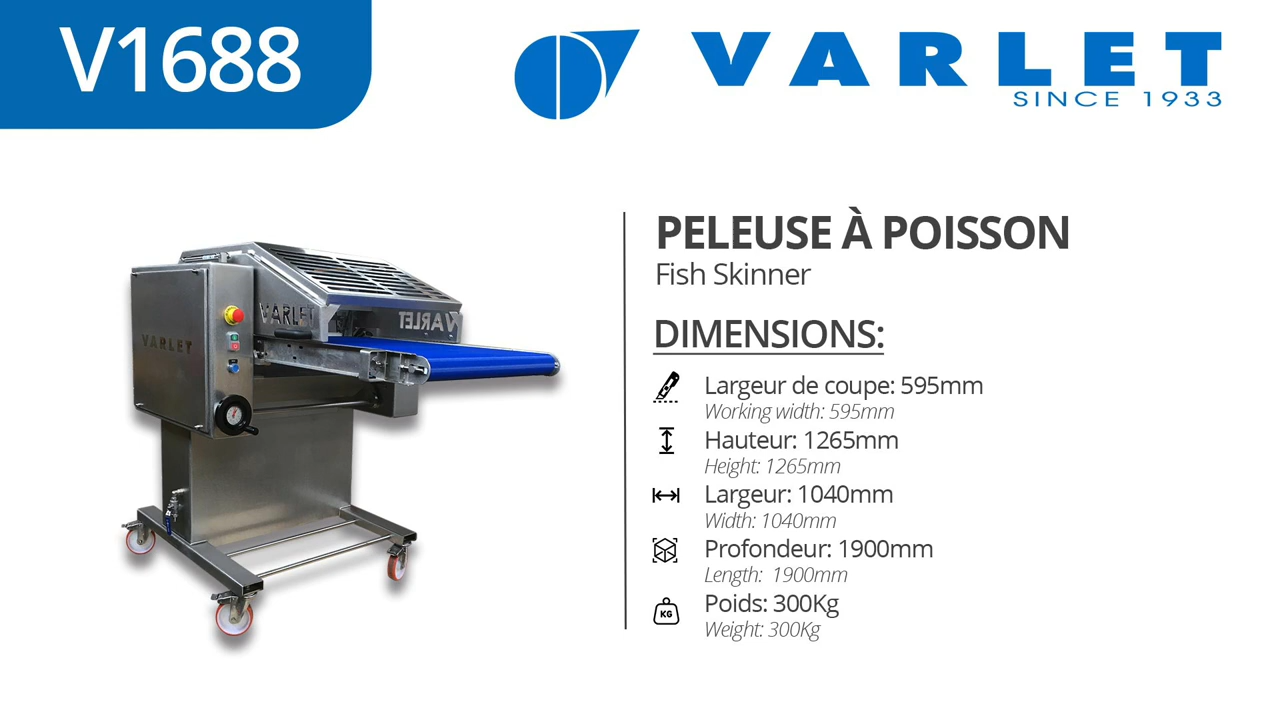 V1688
VARLET
SINCE 1933
PELEUSE À POISSON
Fish Skinner
DIMENSIONS:
Largeur de coupe: 595mm
Working width: 595mm
Hauteur: 1265mm
Height: 1265mm
Largeur: 1040mm
Width: 1040mm
Profondeur: 1900mm
Length: 1900mm
KG
Poids: 300Kg
Weight: 300Kg
VARLET
VARLET
VARLET